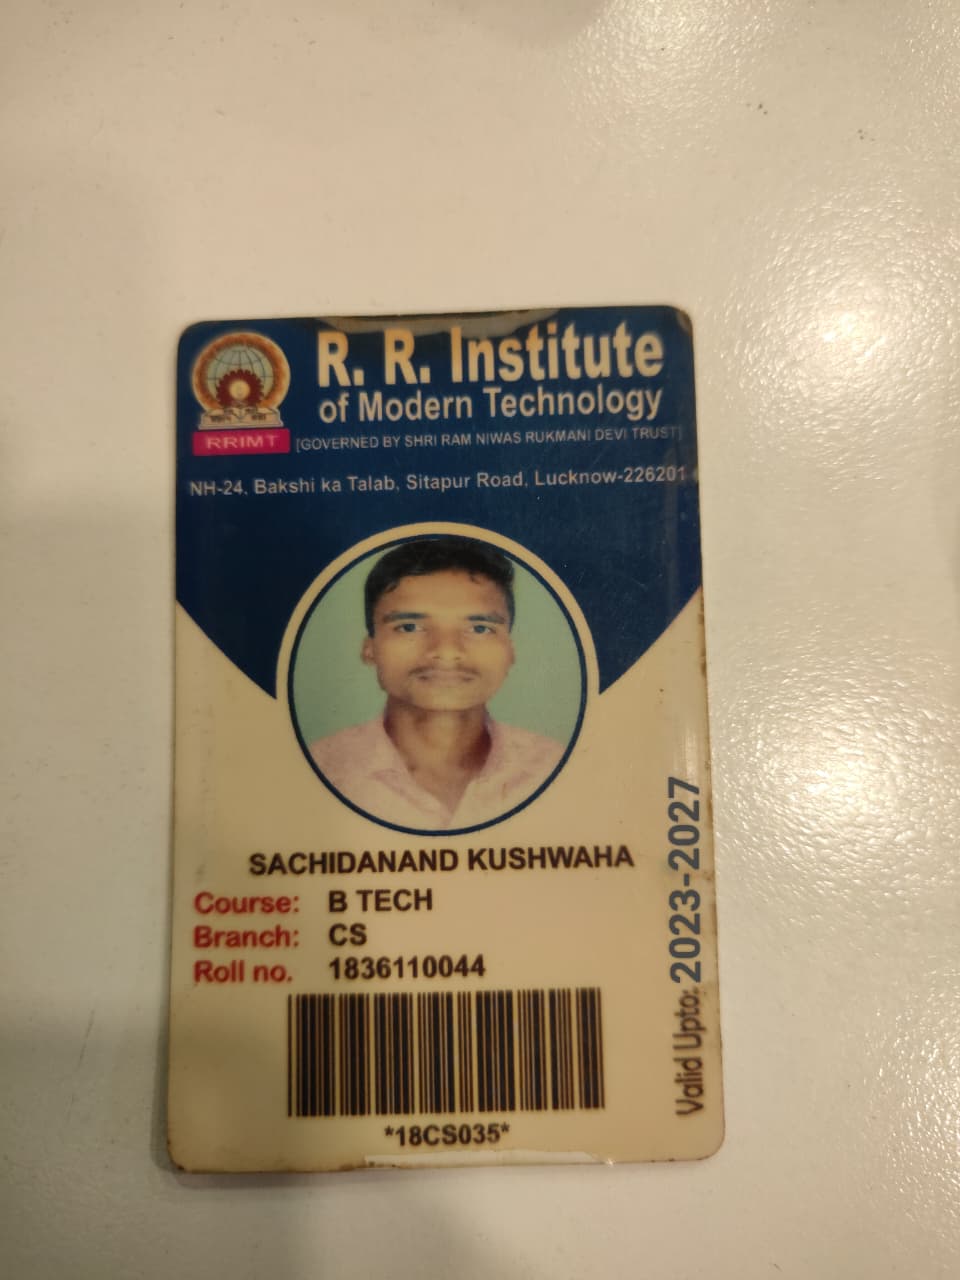 R. R. Institute
of Modern Technology
RRIMT
[GOVERNED BY SHRI RAM NIWAS RUKMANI DEVI TRUST]
NH-24, Bakshi ka Talab, Sitapur Road, Lucknow-226201
SACHIDANAND KUSHWAHA
Course: B TECH
Branch: CS
Roll no. 1836110044
*18CS035*
Valid Upto: 2023-2027